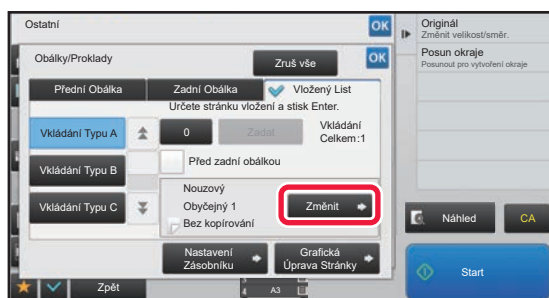 Ostatní
OK
Obálky/Proklady
Zruš vše
OK
Přední Obálka
Zadní Obálka
Vložený List
Určete stránku vložení a stisk Enter.
Vkládání Typu A
0
Zadat
Vkládání
Celkem:1
Vkládání Typu B
Před zadní obálkou
Vkládání Typu C
Nouzový
Obyčejný 1
Bez kopírování
Změnit
Nastavení
Zásobníku
Grafická
Úprava Stránky
Zpět
4
A3
Originál
Změnit velikost/směr.
Posun okraje
Posunout pro vytvoření okraje
Náhled
CA
Start